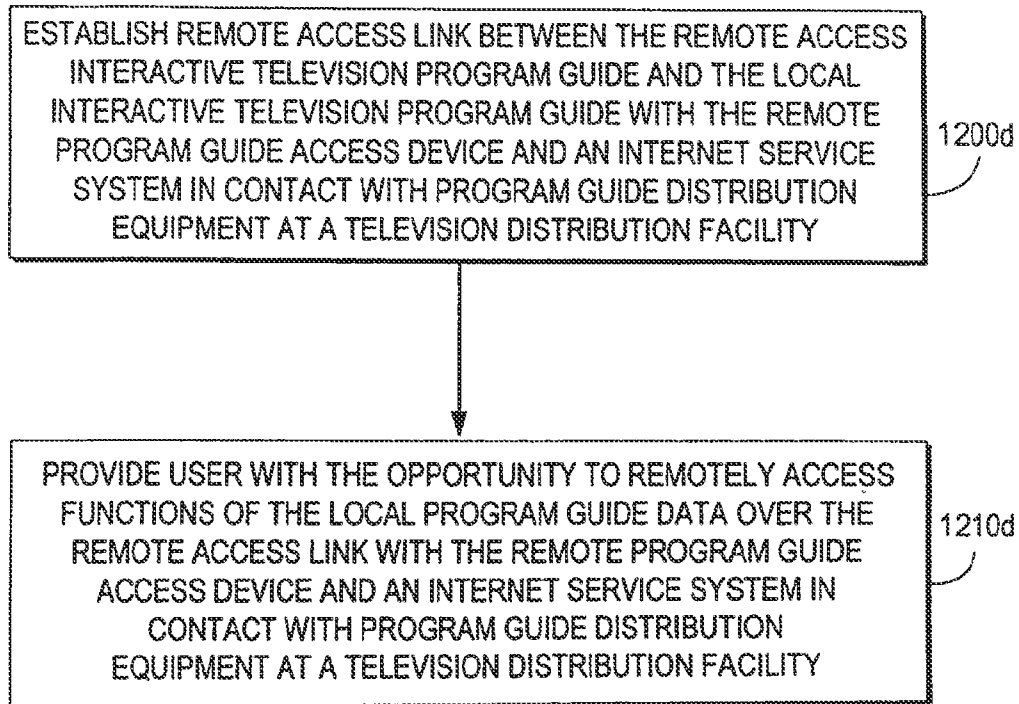 ESTABLISH REMOTE ACCESS LINK BETWEEN THE REMOTE ACCESS
INTERACTIVE TELEVISION PROGRAM GUIDE AND THE LOCAL
INTERACTIVE TELEVISION PROGRAM GUIDE WITH THE REMOTE
PROGRAM GUIDE ACCESS DEVICE AND AN INTERNET SERVICE
SYSTEM IN CONTACT WITH PROGRAM GUIDE DISTRIBUTION
EQUIPMENT AT A TELEVISION DISTRIBUTION FACILITY
1200d
PROVIDE USER WITH THE OPPORTUNITY TO REMOTELY ACCESS
FUNCTIONS OF THE LOCAL PROGRAM GUIDE DATA OVER THE
REMOTE ACCESS LINK WITH THE REMOTE PROGRAM GUIDE
ACCESS DEVICE AND AN INTERNET SERVICE SYSTEM IN
CONTACT WITH PROGRAM GUIDE DISTRIBUTION
EQUIPMENT AT A TELEVISION DISTRIBUTION FACILITY
1210d